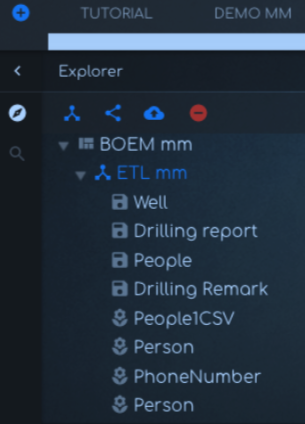 TUTORIAL
DEMO MM
Explorer
BOEM mm
ETL mm
Well
Drilling report
People
Drilling Remark
People1CSV
Person
PhoneNumber
Person